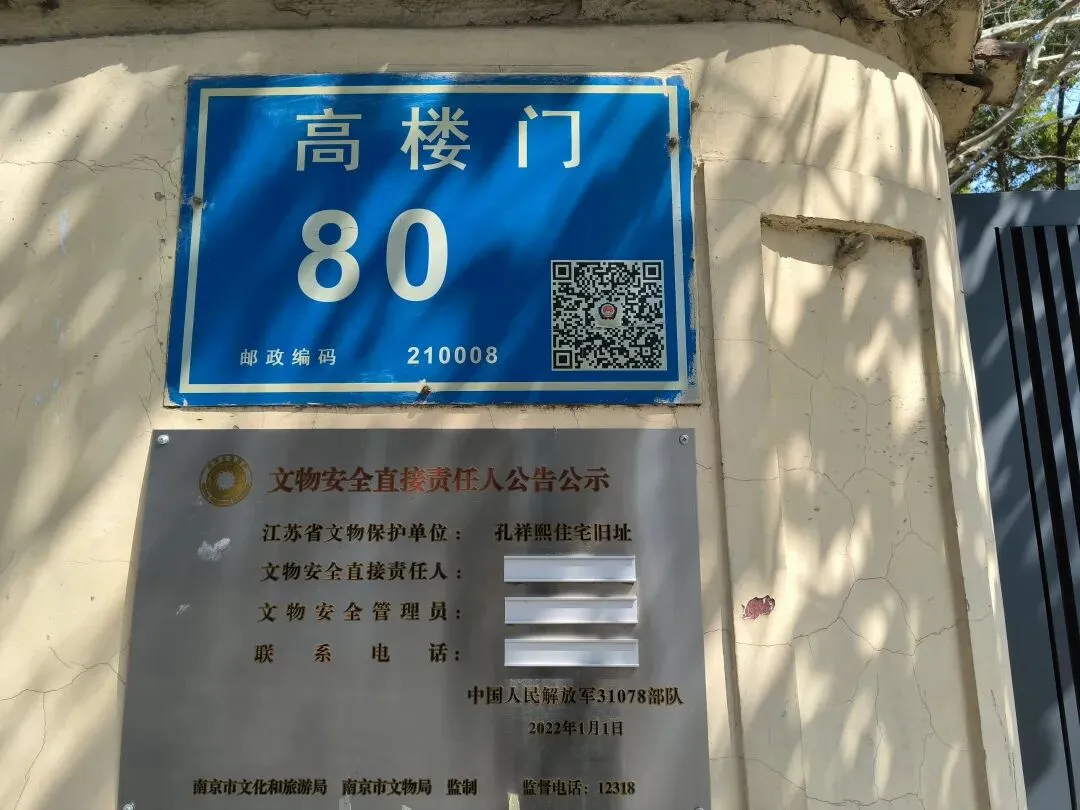 高楼门
80
邮政编码 210008
文物安全直接责任人公告公示
江苏省文物保护单位： 孔祥熙住宅旧址
文物安全直接责任人：
文物安全管理员：
联系电话：
中国人民解放军31078部队
2022年1月1日
南京市文化和旅游局 南京市文物局 监制 监督电话：12318